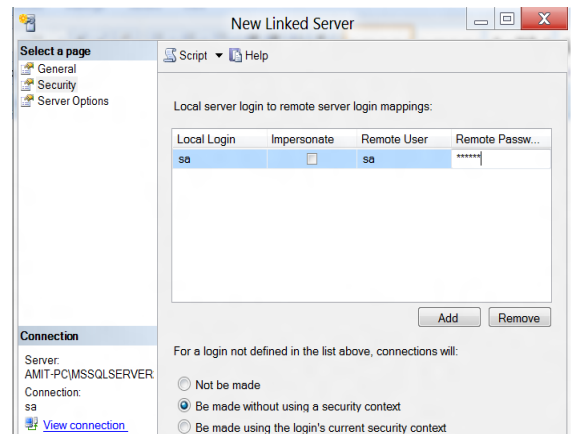 New Linked Server
Select a page
General
Security
Server Options
Script Help
Local server login to remote server login mappings:
Local Login Impersonate Remote User Remote Passw...
sa sa ******
Add Remove
Connection
Server:
AMIT-PC\MSSQLSERVER
Connection:
sa
View connection
For a login not defined in the list above, connections will:
Not be made
Be made without using a security context
Be made using the login's current security context